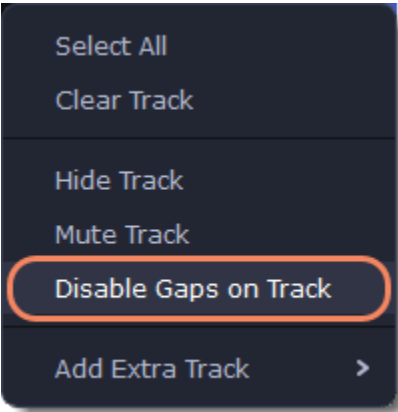 Select All
Clear Track
Hide Track
Mute Track
Disable Gaps on Track
Add Extra Track